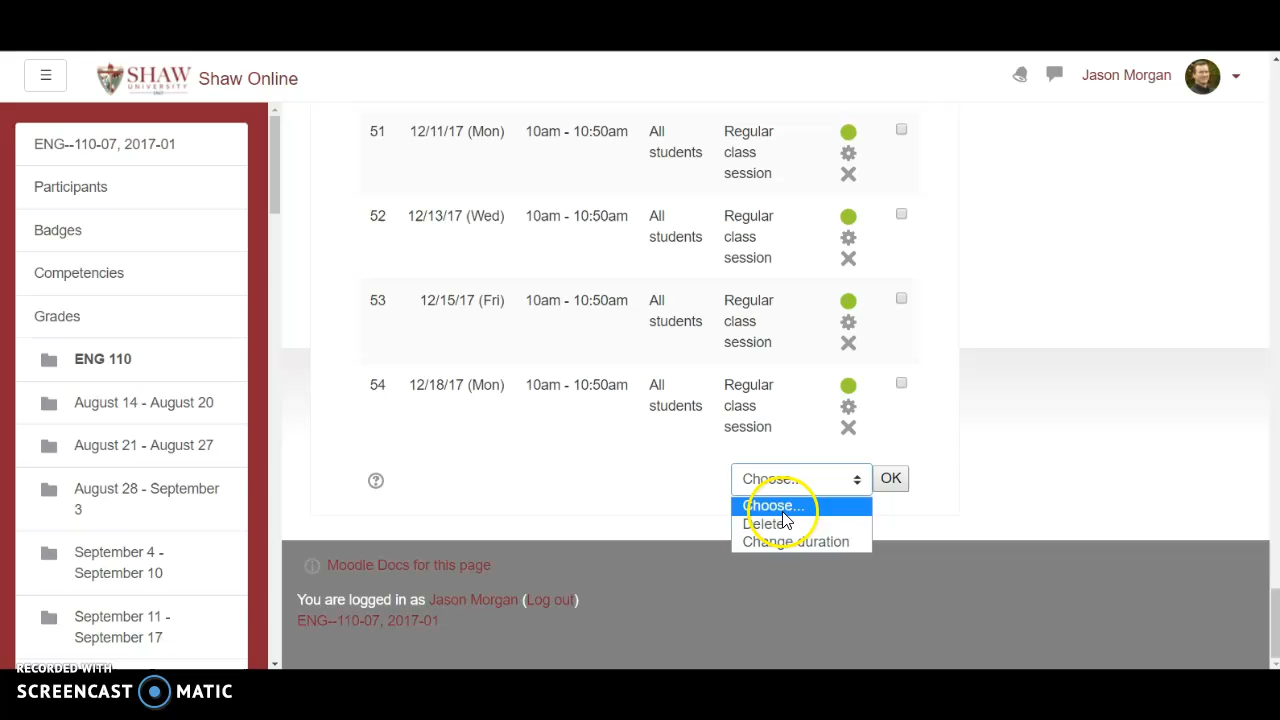 SHAW
UNIVERSITY
Shaw Online
Jason Morgan
ENG--110-07, 2017-01
Participants
Badges
Competencies
Grades
ENG 110
August 14 - August 20
August 21 - August 27
August 28 - September
3
September 4 -
September 10
September 11 -
September 17
51 12/11/17 (Mon) 10am - 10:50am All Regular
students class
session
52 12/13/17 (Wed) 10am - 10:50am All Regular
students class
session
53 12/15/17 (Fri) 10am - 10:50am All Regular
students class
session
54 12/18/17 (Mon) 10am - 10:50am All Regular
students class
session
Choose... OK
Choose...
Delete
Change duration
Moodle Docs for this page
You are logged in as Jason Morgan (Log out)
ENG--110-07, 2017-01
RECORDED WITH
SCREENCAST MATIC